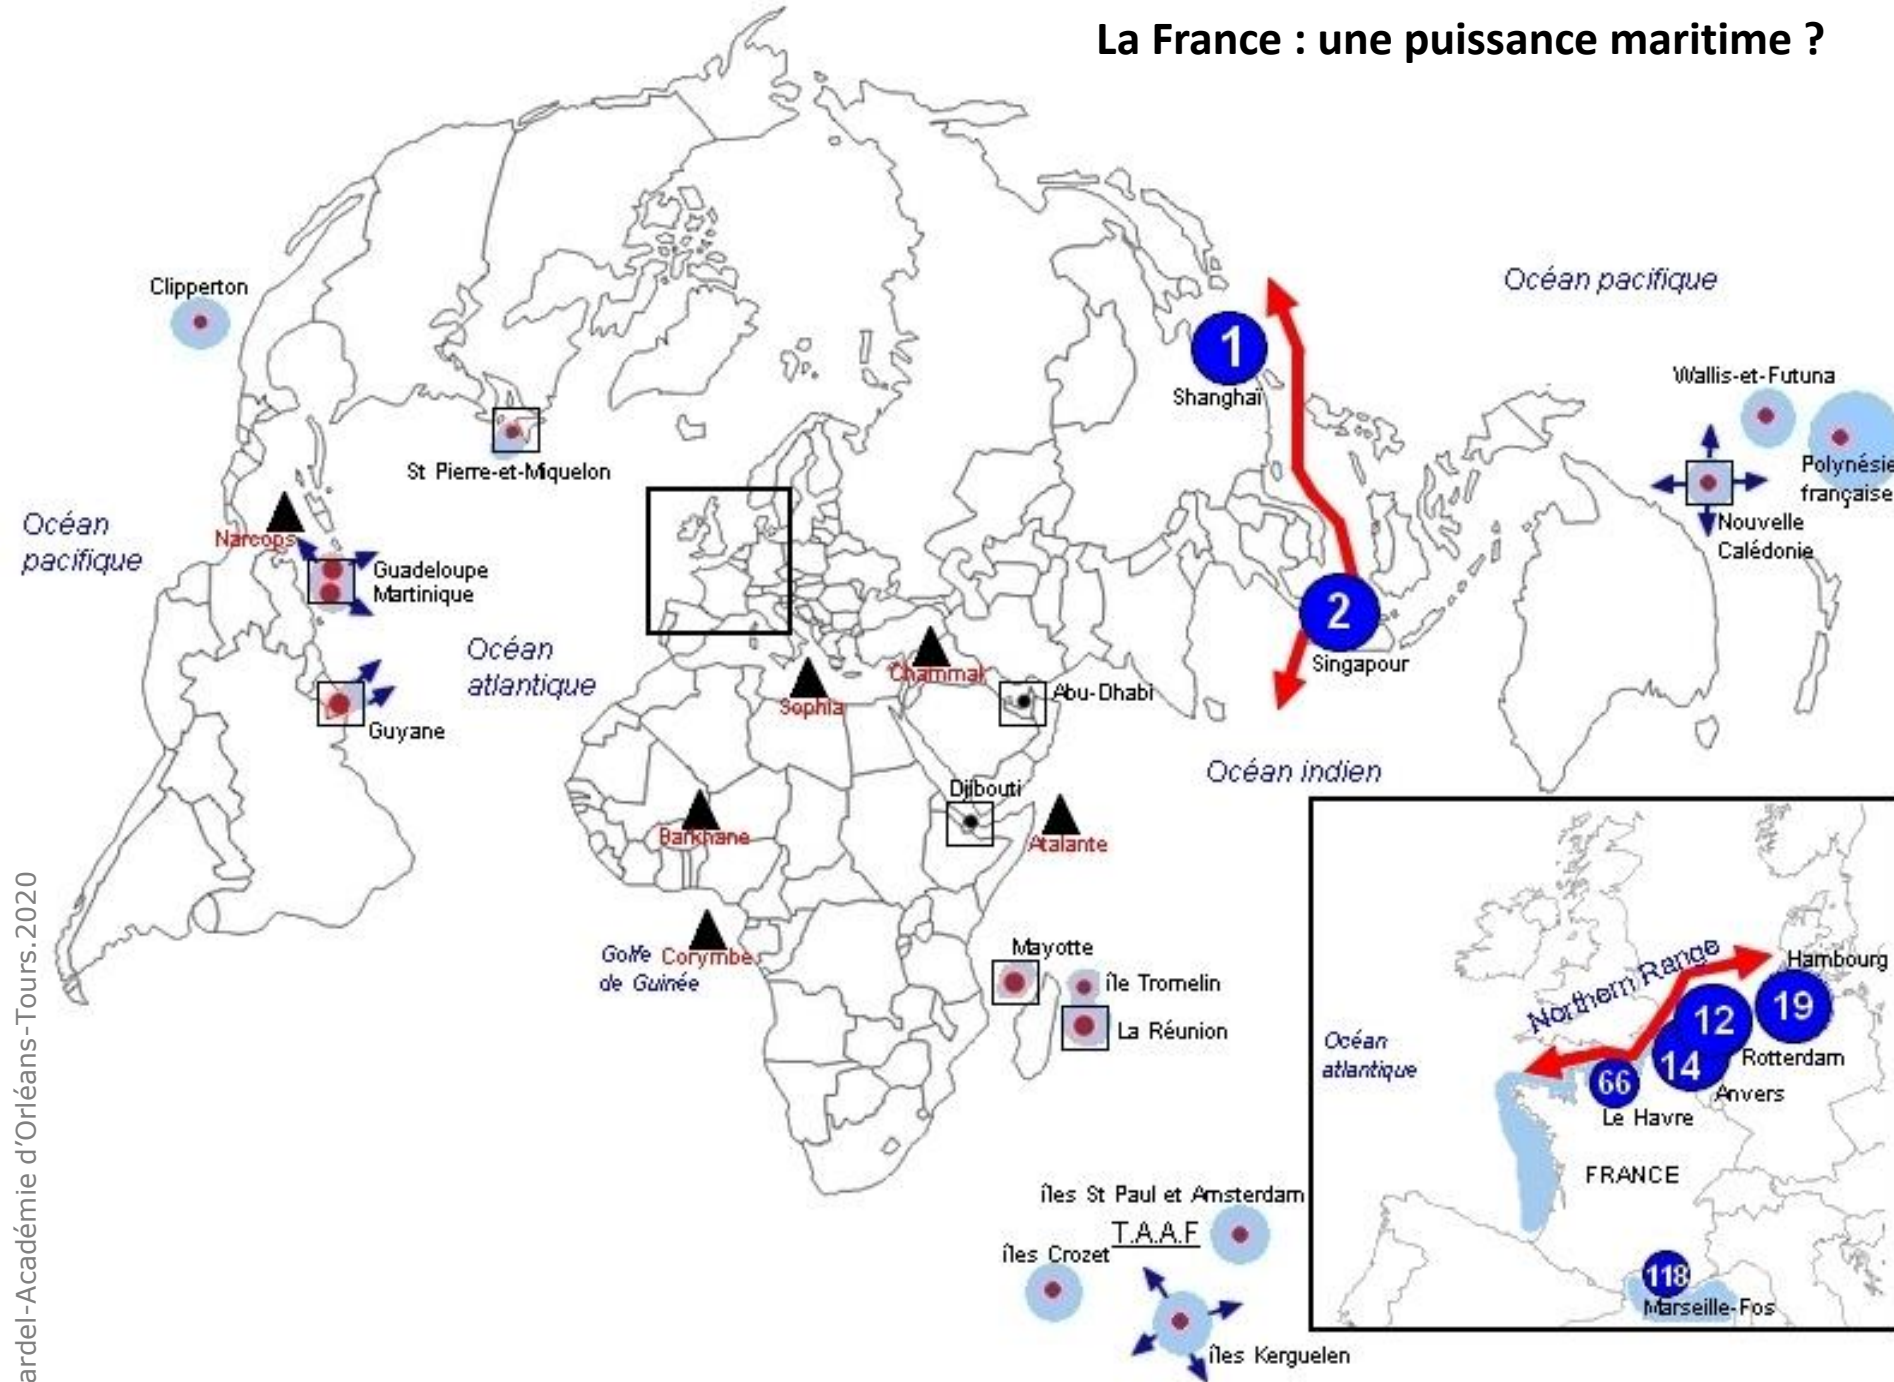 La France : une puissance maritime ?
Clipperton
Océan pacifique
Wallis-et-Futuna
1
Shanghaï
St Pierre-et-Miquelon
Polynésie
française
Nouvelle
Calédonie
Océan
pacifique
Narcops
Guadeloupe
Martinique
2
Singapour
Océan
atlantique
Chammal
Sophia
Abu-Dhabi
Guyane
Océan indien
Djibouti
Barkhane
Atalante
Golfe
de Guinée
Corymbe
Mayotte
île Tromelin
La Réunion
îles St Paul et Amsterdam
T.A.A.F
îles Crozet
îles Kerguelen
Northern Range
Hambourg
19
12
Rotterdam
14
Anvers
66
Le Havre
Océan
atlantique
FRANCE
118
Marseille-Fos
ardel-Académie d'Orléans-Tours.2020